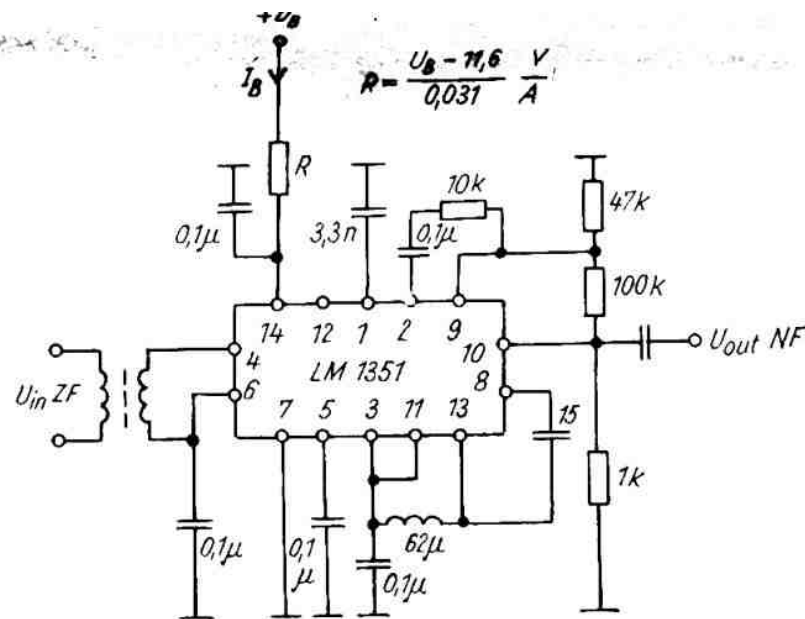 +U_B
I_B
R = (U_B − 11,6) / 0,031 V/A
R
10k
47k
0,1µ
3,3n
0,1µ
100k
14 12 1 2 9
10
U_out NF
4
LM 1351
8
U_in ZF
6
7 5 3 11 13
15
1k
62µ
0,1µ
0,1µ
0,1µ